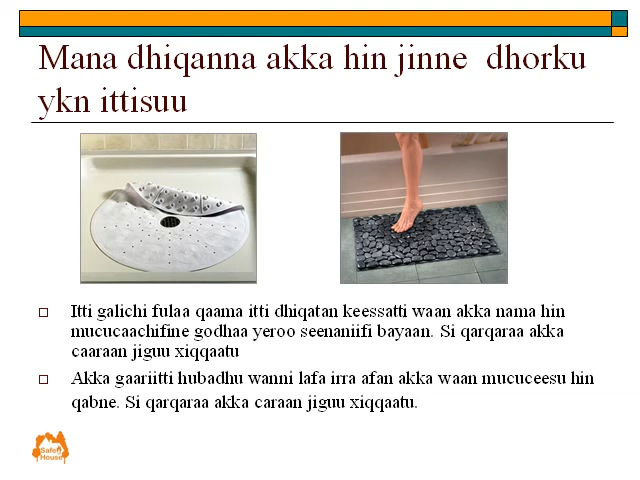 Mana dhiqanna akka hin jinne dhorku
ykn ittisuu
Itti galichi fulaa qaama itti dhiqatan keessatti waan akka nama hin
mucucaachifine godhaa yeroo seenaniifi bayaan. Si qarqaraa akka
caaraan jiguu xiqqaatu
Akka gaariitti hubadhu wanni lafa irra afan akka waan mucuceesu hin
qabne. Si qarqaraa akka caraan jiguu xiqqaatu.
Safe
House